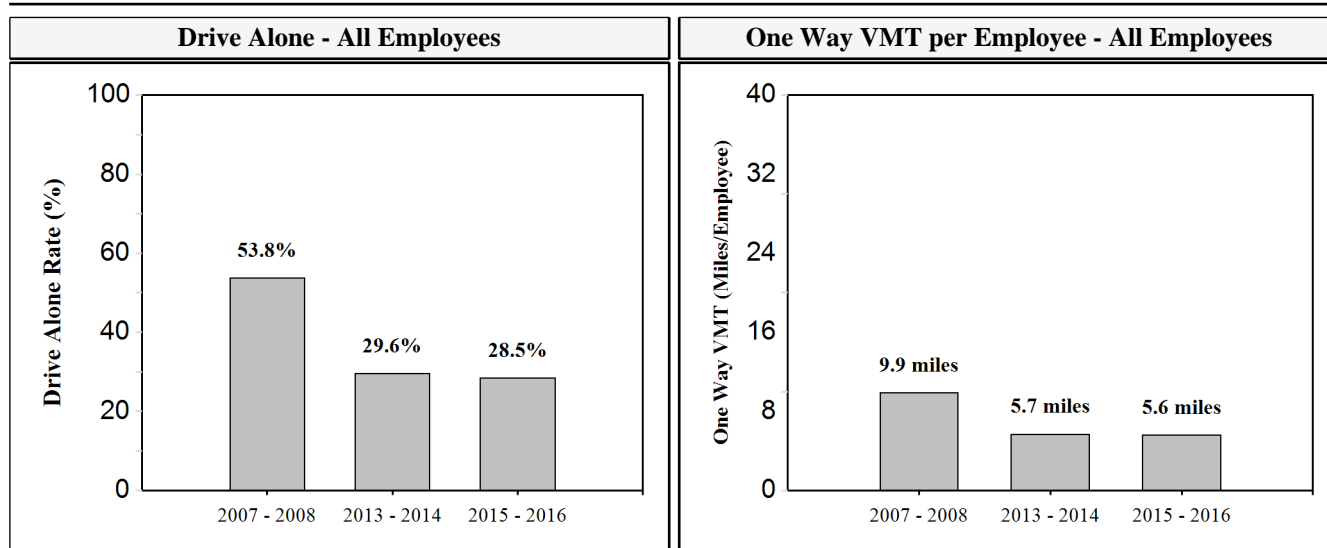 Drive Alone - All Employees
100
80
60
40
20
0
Drive Alone Rate (%)
53.8%
29.6%
28.5%
2007 - 2008
2013 - 2014
2015 - 2016
One Way VMT per Employee - All Employees
40
32
24
16
8
0
One Way VMT (Miles/Employee)
9.9 miles
5.7 miles
5.6 miles
2007 - 2008
2013 - 2014
2015 - 2016